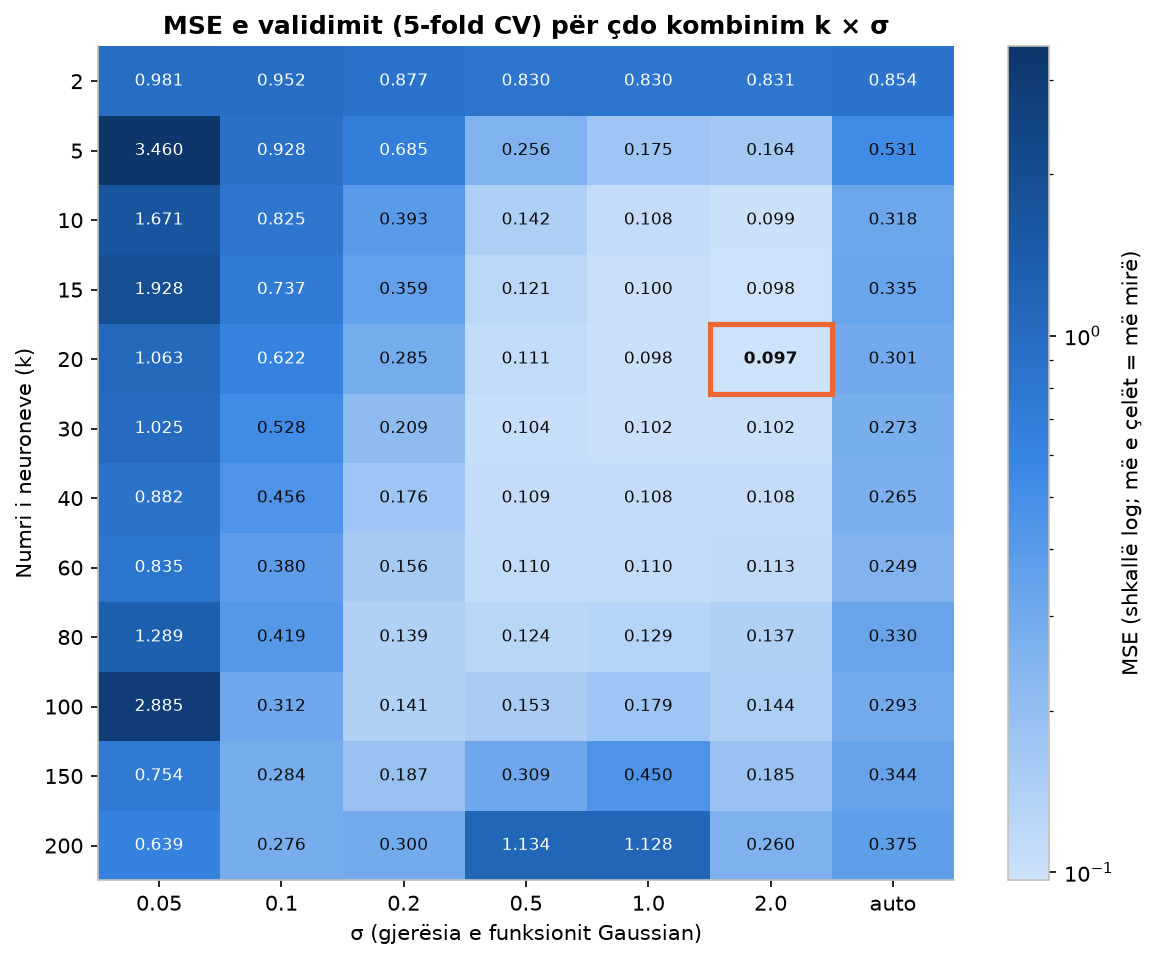 MSE e validimit (5-fold CV) për çdo kombinim k × σ
Numri i neuroneve (k)
2 0.981 0.952 0.877 0.830 0.830 0.831 0.854
5 3.460 0.928 0.685 0.256 0.175 0.164 0.531
10 1.671 0.825 0.393 0.142 0.108 0.099 0.318
15 1.928 0.737 0.359 0.121 0.100 0.098 0.335
20 1.063 0.622 0.285 0.111 0.098 0.097 0.301
30 1.025 0.528 0.209 0.104 0.102 0.102 0.273
40 0.882 0.456 0.176 0.109 0.108 0.108 0.265
60 0.835 0.380 0.156 0.110 0.110 0.113 0.249
80 1.289 0.419 0.139 0.124 0.129 0.137 0.330
100 2.885 0.312 0.141 0.153 0.179 0.144 0.293
150 0.754 0.284 0.187 0.309 0.450 0.185 0.344
200 0.639 0.276 0.300 1.134 1.128 0.260 0.375
0.05 0.1 0.2 0.5 1.0 2.0 auto
σ (gjerësia e funksionit Gaussian)
10⁰
10⁻¹
MSE (shkallë log; më e çelët = më mirë)